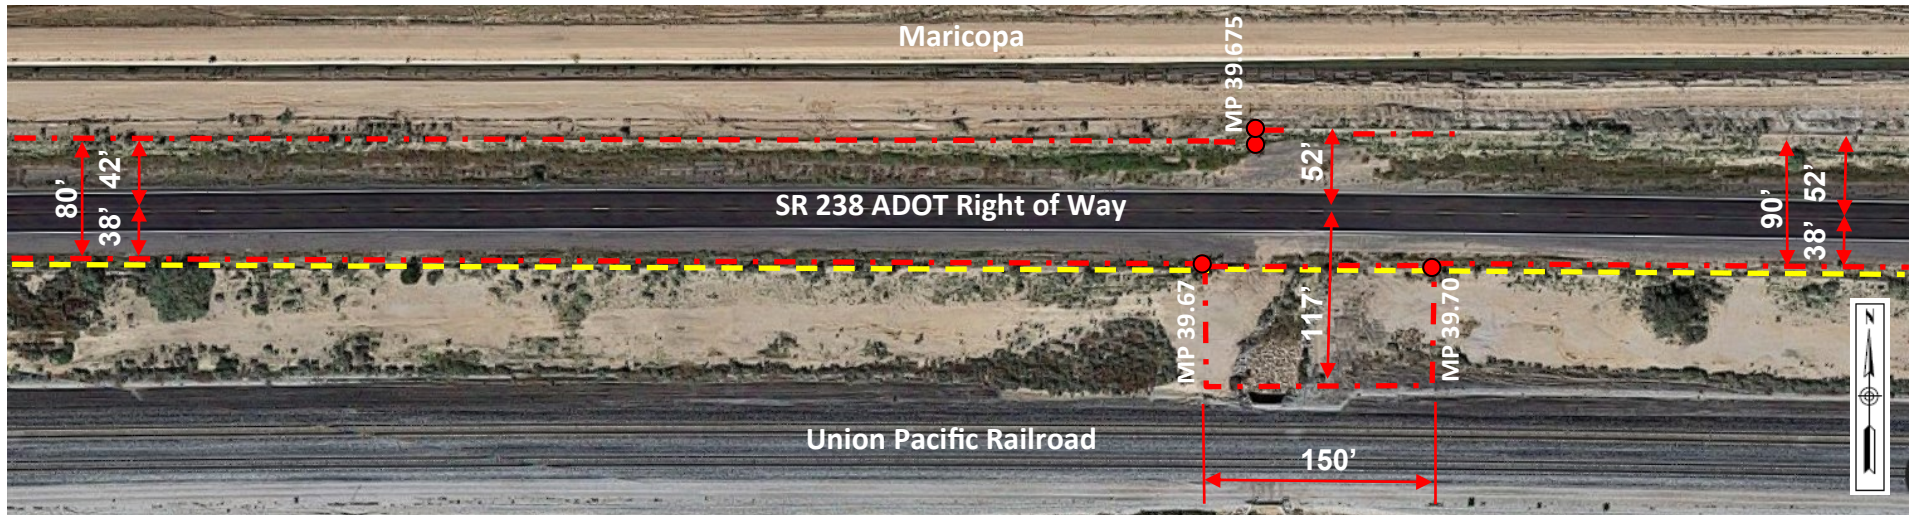 Maricopa
MP 39.675
80’
42’
38’
SR 238 ADOT Right of Way
52’
117’
90’
52’
38’
MP 39.67
MP 39.70
Union Pacific Railroad
150’
N